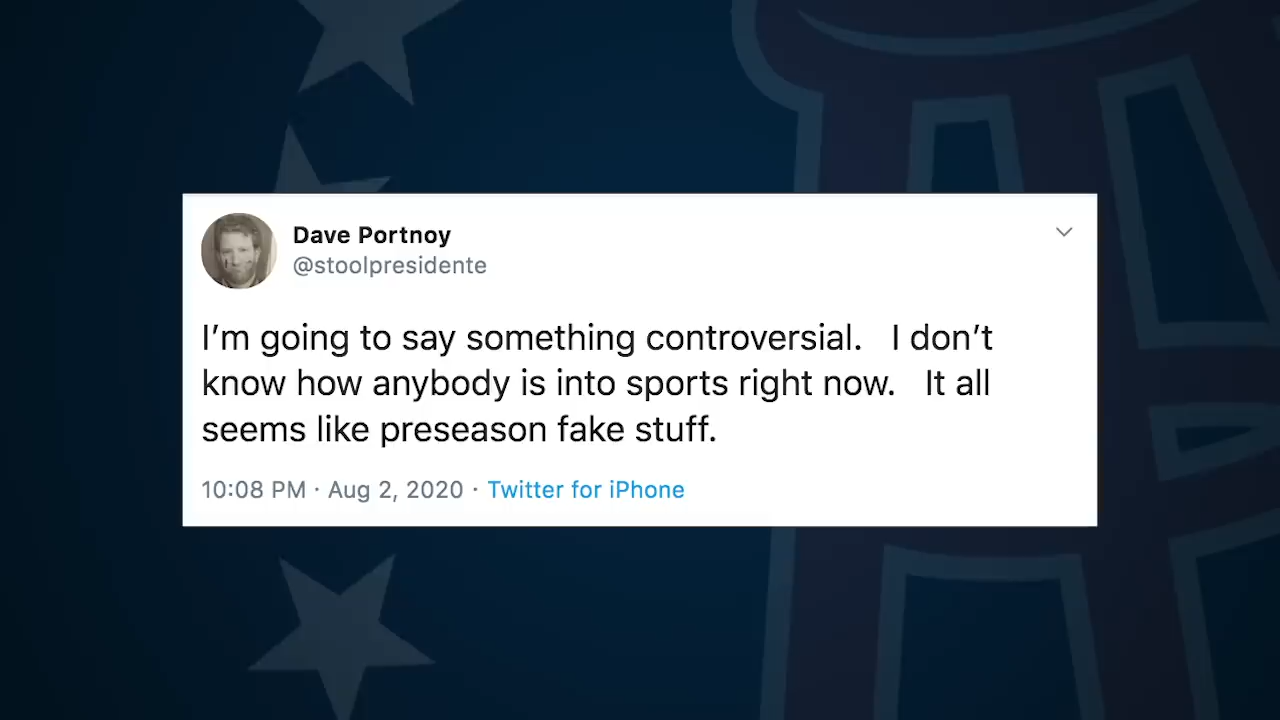 Dave Portnoy
@stoolpresidente
I’m going to say something controversial.   I don’t
know how anybody is into sports right now.   It all
seems like preseason fake stuff.
10:08 PM · Aug 2, 2020 · Twitter for iPhone